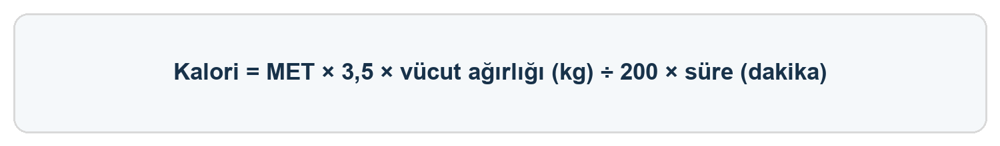 Kalori = MET × 3,5 × vücut ağırlığı (kg) ÷ 200 × süre (dakika)